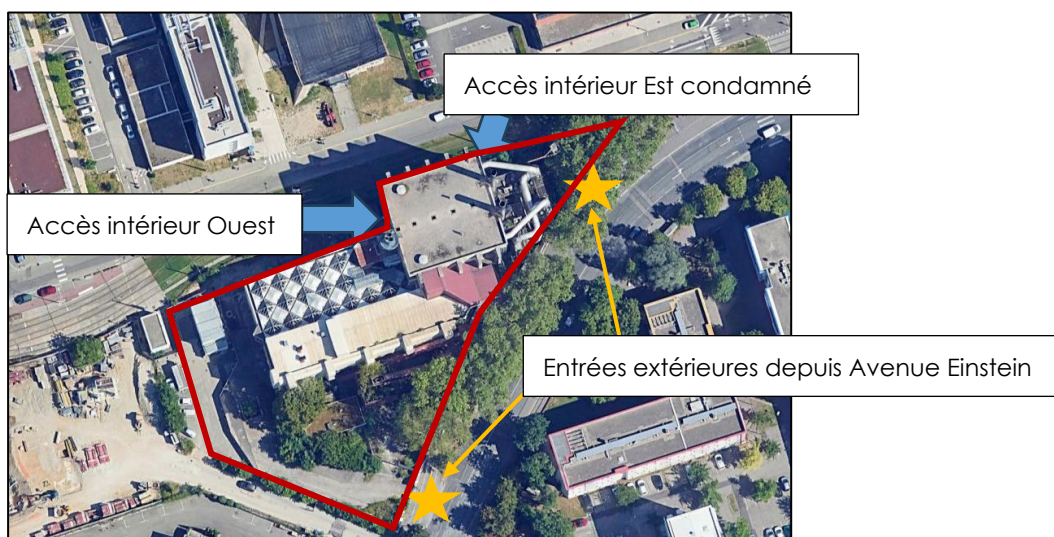 Accès intérieur Est condamné
Accès intérieur Ouest
Entrées extérieures depuis Avenue Einstein